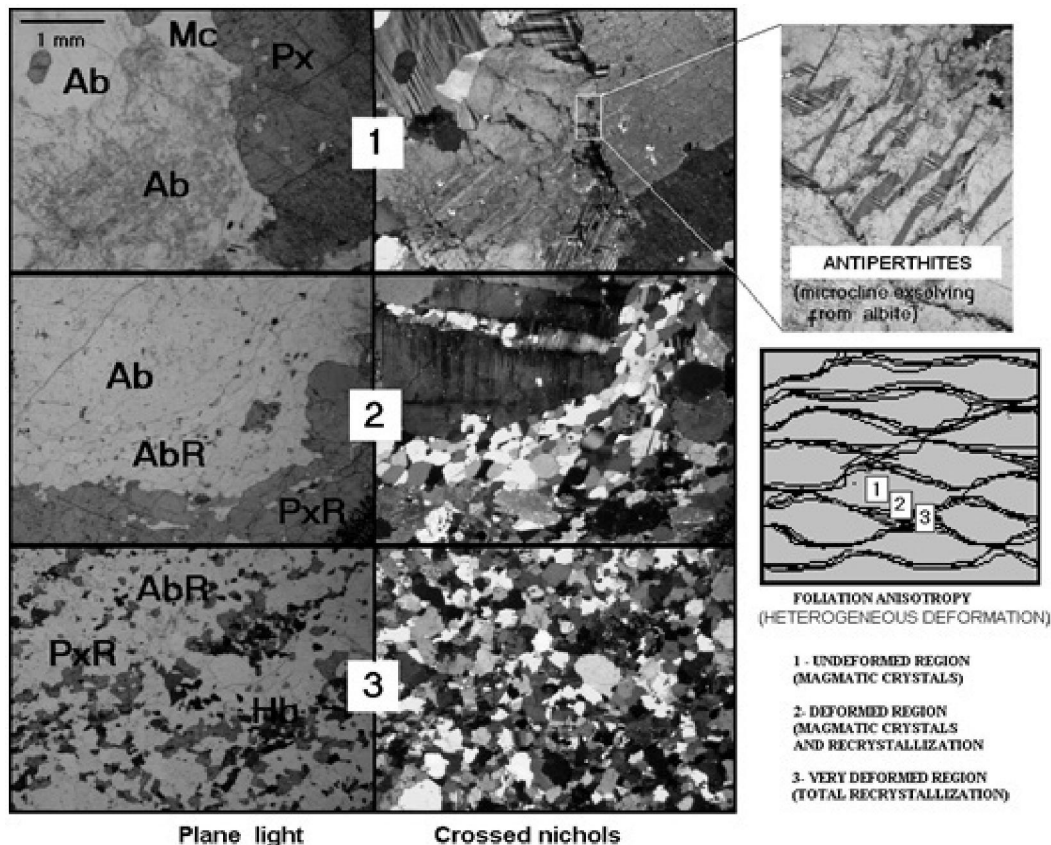 1 mm
Mc
Px
Ab
Ab
1
ANTIPERTHITES
(microcline exsolving
from albite)
Ab
AbR
PxR
2
1
2
3
FOLIATION ANISOTROPY
(HETEROGENEOUS DEFORMATION)
AbR
PxR
Hb
3
1 - UNDEFORMED REGION
(MAGMATIC CRYSTALS)
2- DEFORMED REGION
(MAGMATIC CRYSTALS
AND RECRYSTALLIZATION
3- VERY DEFORMED REGION
(TOTAL RECRYSTALLIZATION)
Plane light
Crossed nichols